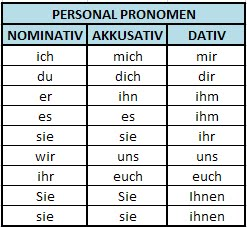 PERSONAL PRONOMEN
NOMINATIV AKKUSATIV DATIV
ich mich mir
du dich dir
er ihn ihm
es es ihm
sie sie ihr
wir uns uns
ihr euch euch
Sie Sie Ihnen
sie sie ihnen